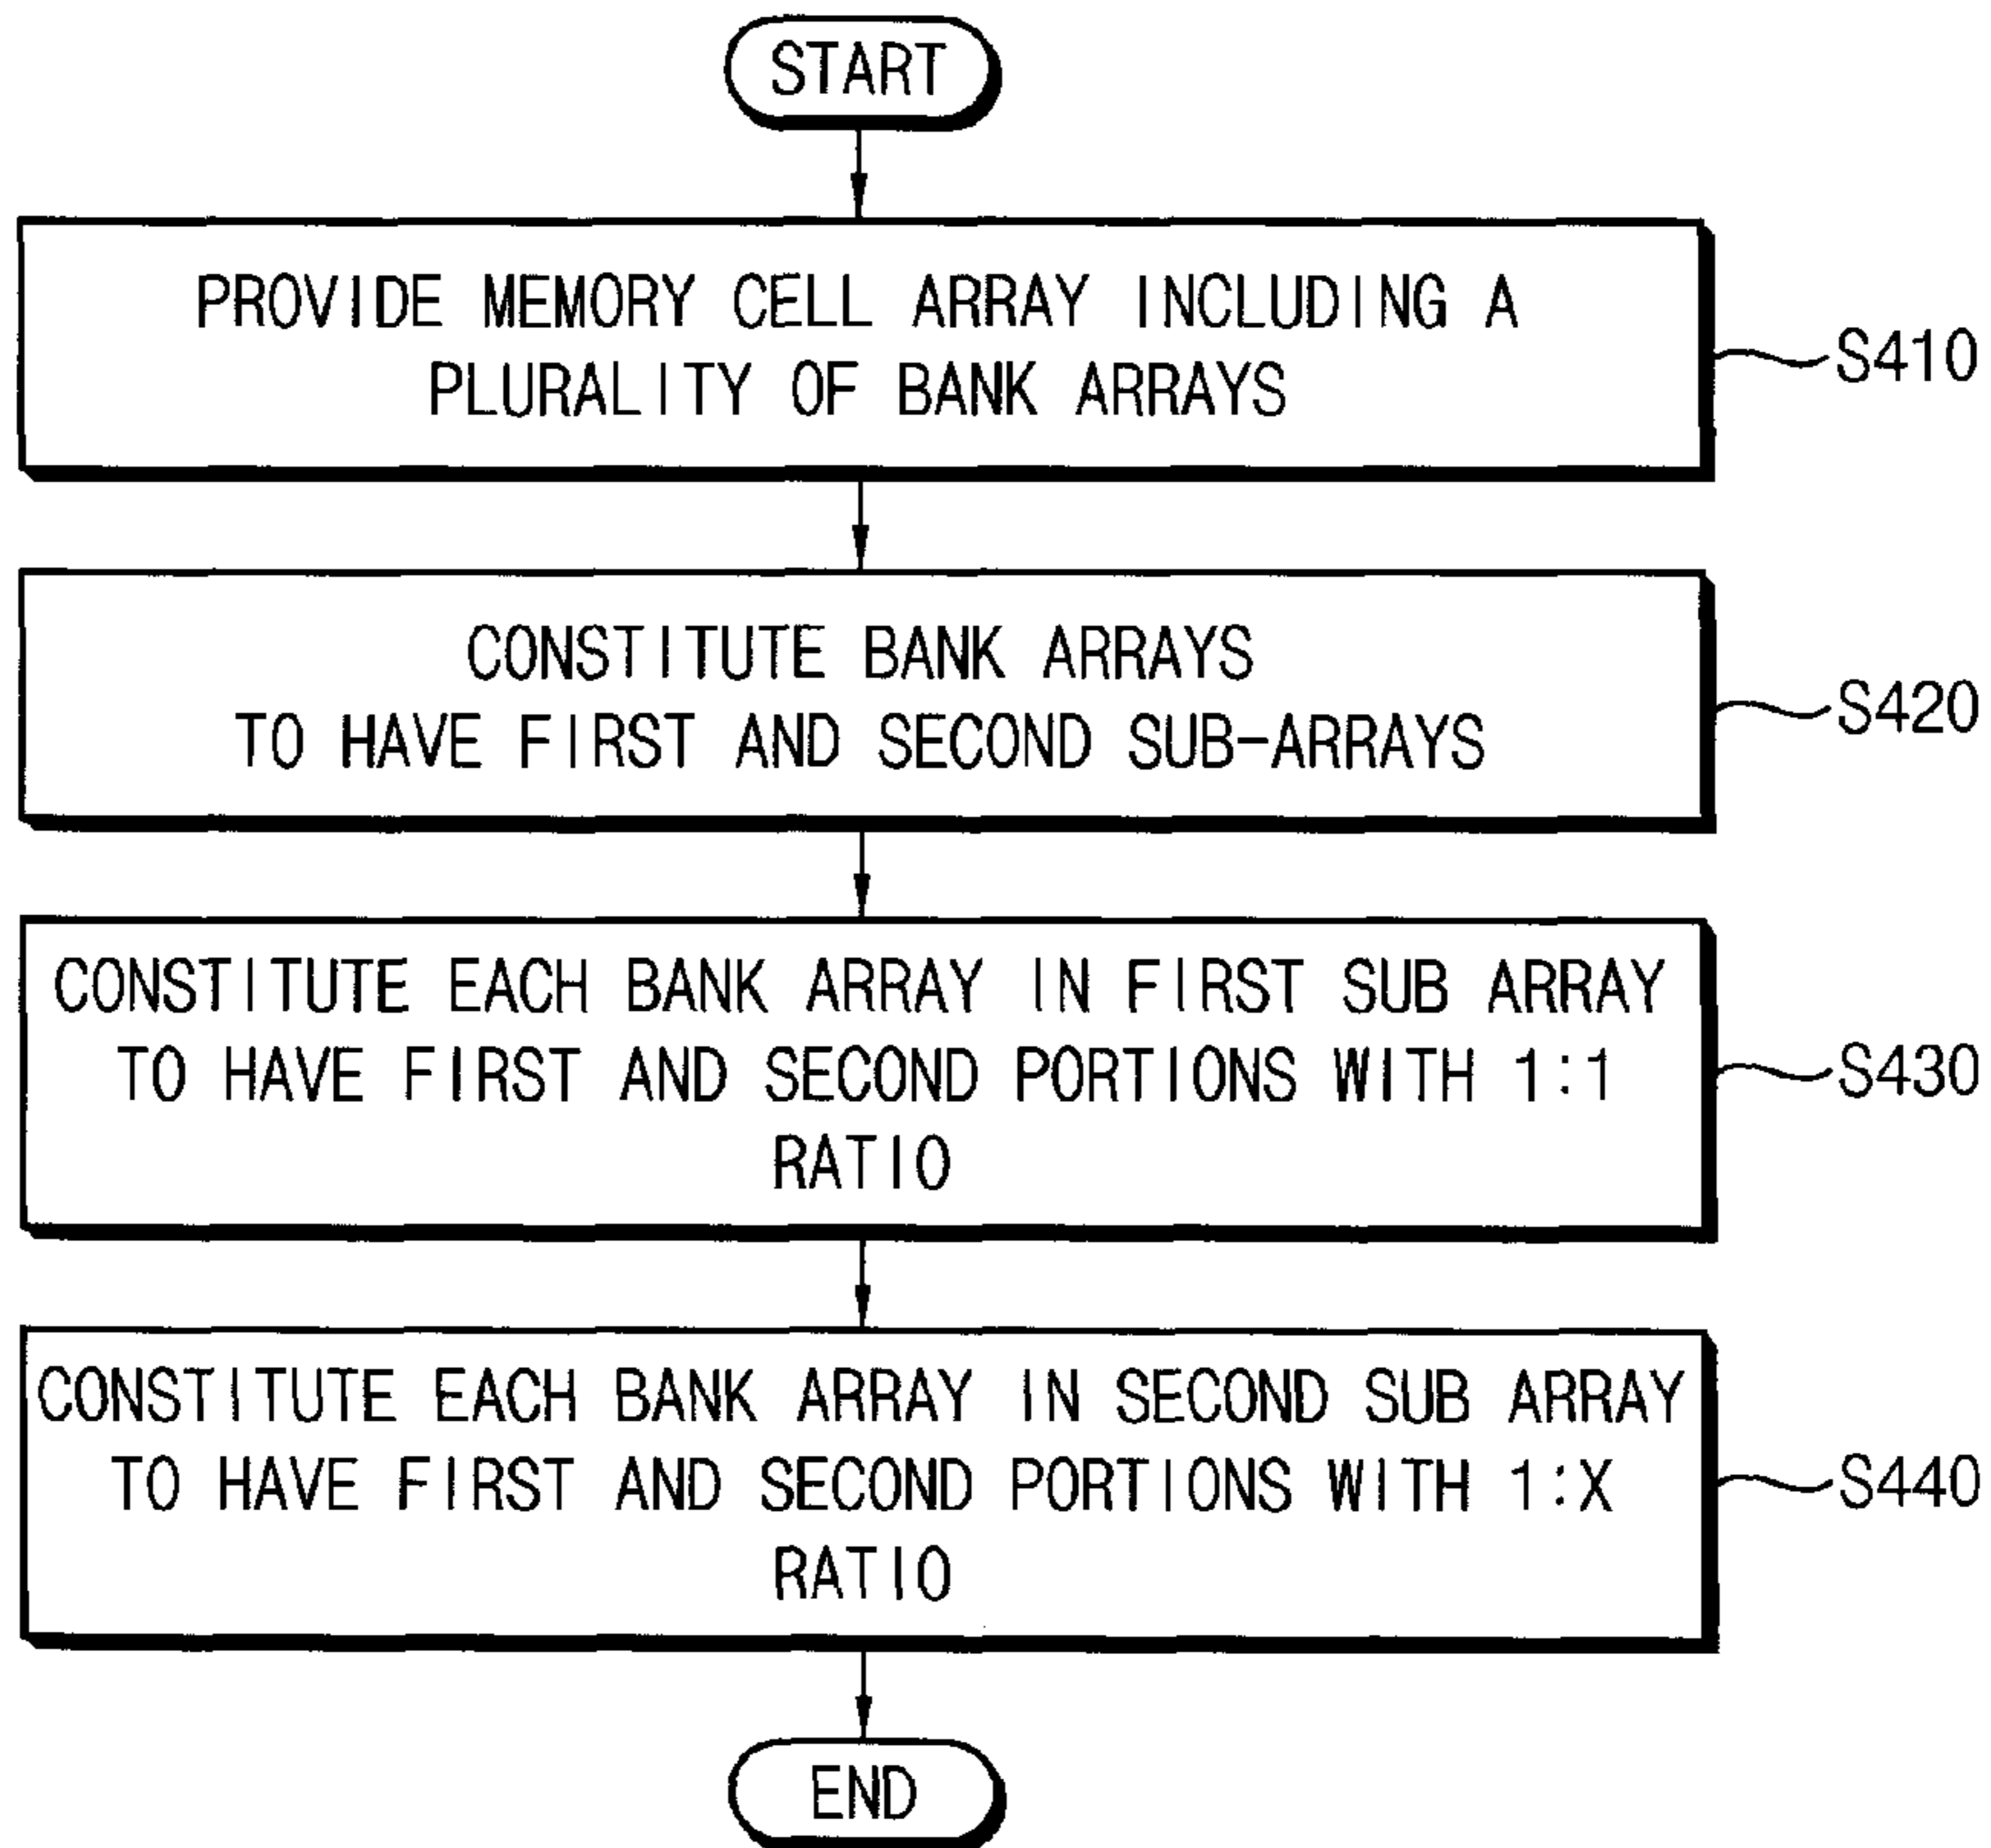 START
PROVIDE MEMORY CELL ARRAY INCLUDING A
PLURALITY OF BANK ARRAYS
S410
CONSTITUTE BANK ARRAYS
TO HAVE FIRST AND SECOND SUB-ARRAYS
S420
CONSTITUTE EACH BANK ARRAY IN FIRST SUB ARRAY
TO HAVE FIRST AND SECOND PORTIONS WITH 1:1
RATIO
S430
CONSTITUTE EACH BANK ARRAY IN SECOND SUB ARRAY
TO HAVE FIRST AND SECOND PORTIONS WITH 1:X
RATIO
S440
END